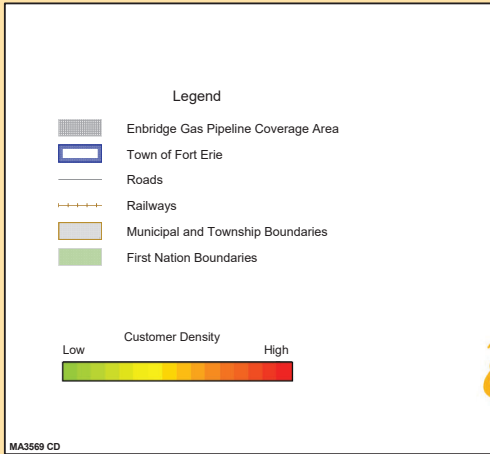 Legend
Enbridge Gas Pipeline Coverage Area
Town of Fort Erie
Roads
Railways
Municipal and Township Boundaries
First Nation Boundaries
Customer Density
Low High
MA3569 CD